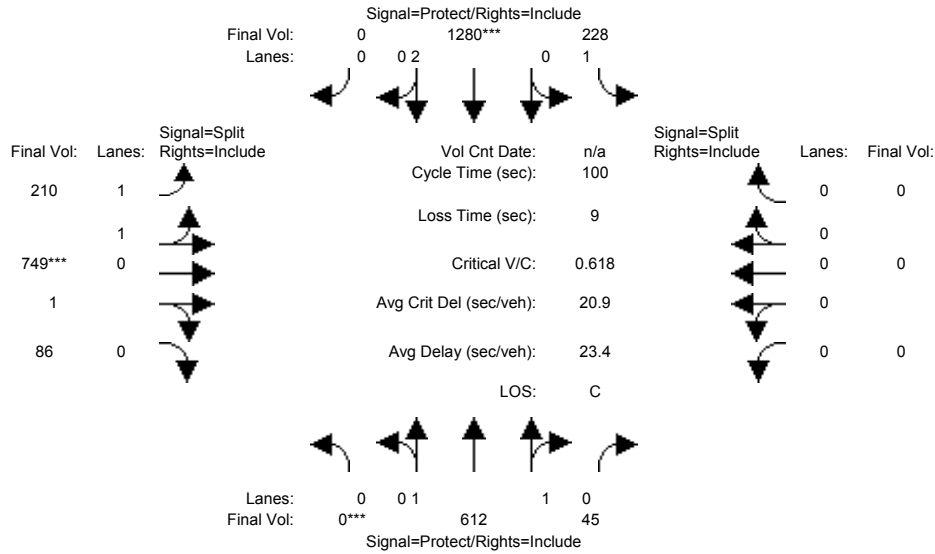 Signal=Protect/Rights=Include
Final Vol: 0 1280*** 228
Lanes: 0 0 2 0 1
Signal=Split
Final Vol: Lanes: Rights=Include
Vol Cnt Date: n/a
Signal=Split
Rights=Include Lanes: Final Vol:
Cycle Time (sec): 100
210 1 0 0
Loss Time (sec): 9
1 0
749*** 0 Critical V/C: 0.618 0 0
1 Avg Crit Del (sec/veh): 20.9 0
86 0 Avg Delay (sec/veh): 23.4 0 0
LOS: C
Lanes: 0 0 1 1 0
Final Vol: 0*** 612 45
Signal=Protect/Rights=Include